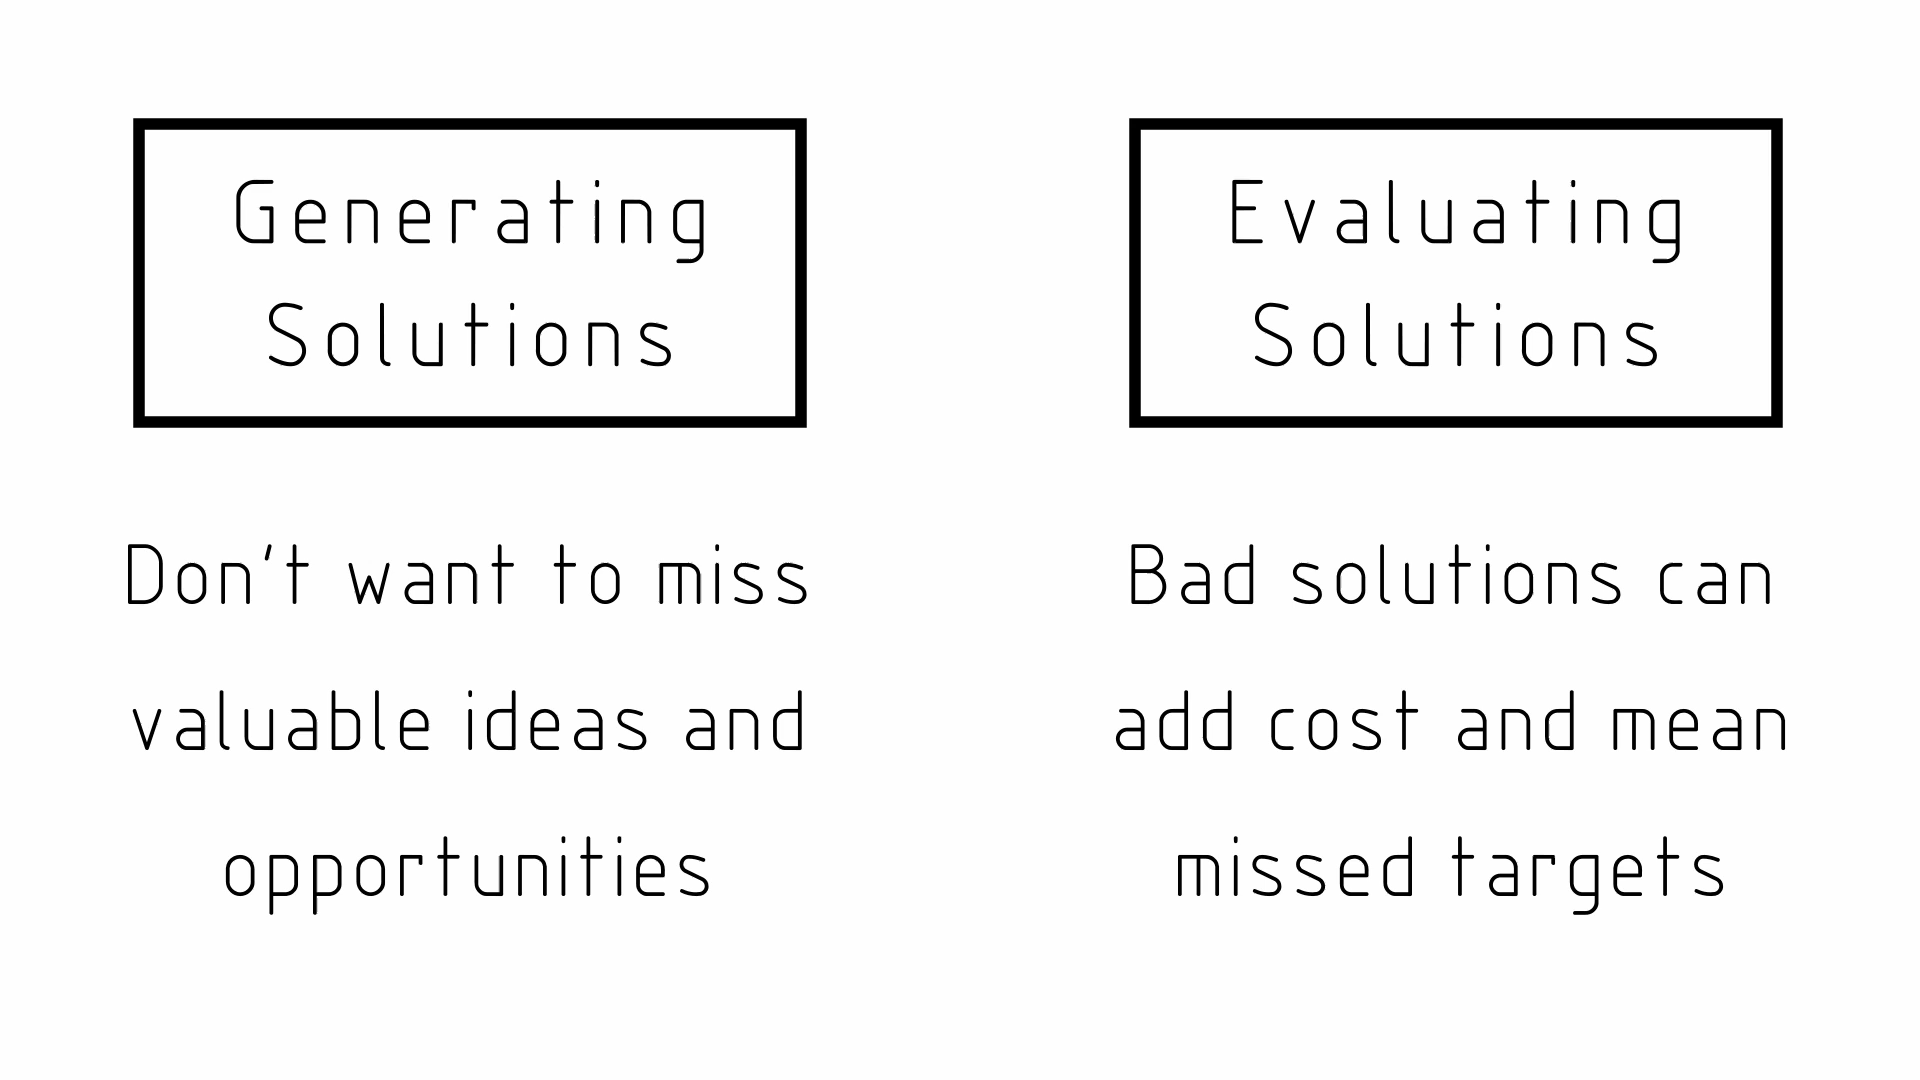 Generating
Solutions
Don't want to miss
valuable ideas and
opportunities
Evaluating
Solutions
Bad solutions can
add cost and mean
missed targets